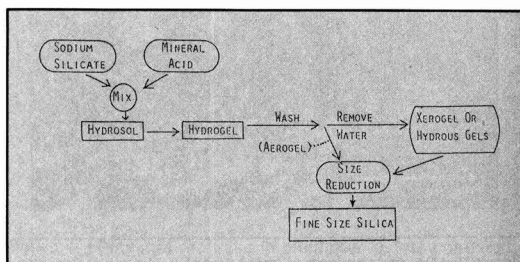 SODIUM
SILICATE
MINERAL
ACID
MIX
HYDROSOL
HYDROGEL
WASH
REMOVE
WATER
(AEROGEL)
XEROGEL OR
HYDROUS GELS
SIZE
REDUCTION
FINE SIZE SILICA